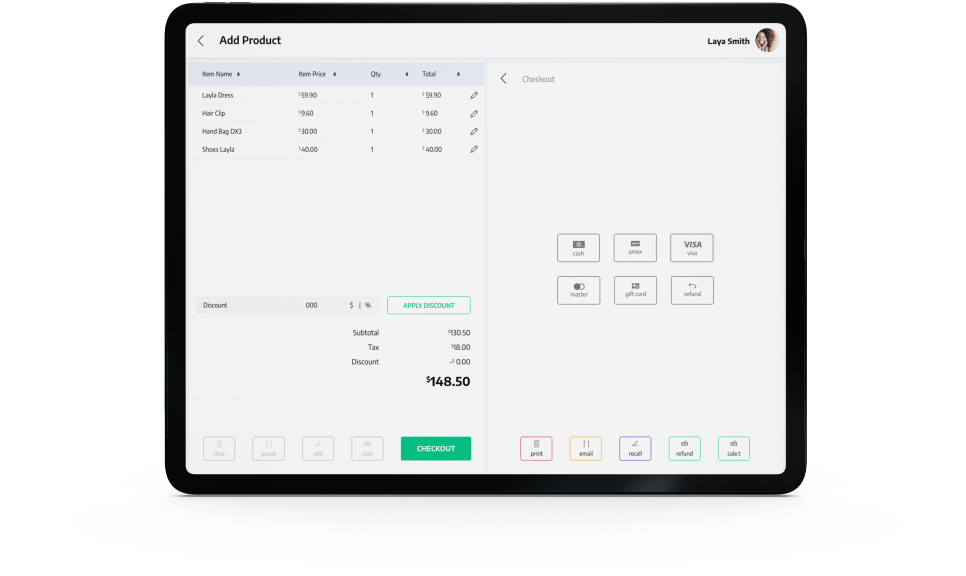 Add Product
Laya Smith
Item Name Item Price Qty. Total
Layla Dress $59.90 1 $59.90
Hair Clip $9.60 1 $9.60
Hand Bag DX3 $30.00 1 $30.00
Shoes Layla $40.00 1 $40.00
Discount 000 $ | % APPLY DISCOUNT
Subtotal $130.50
Tax $18.00
Discount -$ 0.00
$148.50
clear pause edit cash CHECKOUT
Checkout
cash amex VISA visa
master gift card refund
print email recall refund sale.t